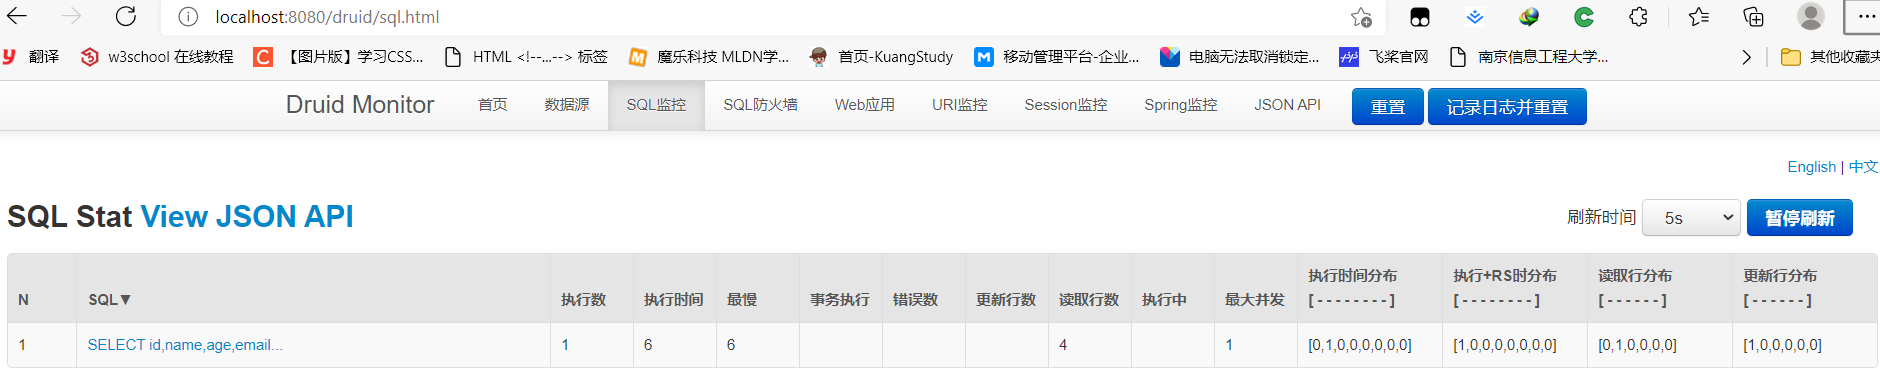 localhost:8080/druid/sql.html
翻译 w3school 在线教程 【图片版】学习CSS... HTML <!--...--> 标签 魔乐科技 MLDN学... 首页-KuangStudy 移动管理平台-企业... 电脑无法取消锁定... 飞桨官网 南京信息工程大学... 其他收藏夹
Druid Monitor 首页 数据源 SQL监控 SQL防火墙 Web应用 URI监控 Session监控 Spring监控 JSON API 重置 记录日志并重置
English | 中文
SQL Stat View JSON API 刷新时间 5s 暂停刷新
N SQL▼ 执行数 执行时间 最慢 事务执行 错误数 更新行数 读取行数 执行中 最大并发 执行时间分布 执行+RS时分布 读取行分布 更新行分布
[ - - - - - - - - ] [ - - - - - - - - ] [ - - - - - - ] [ - - - - - - ]
1 SELECT id,name,age,email... 1 6 6 4 1 [0,1,0,0,0,0,0,0] [1,0,0,0,0,0,0,0] [0,1,0,0,0,0] [1,0,0,0,0,0]